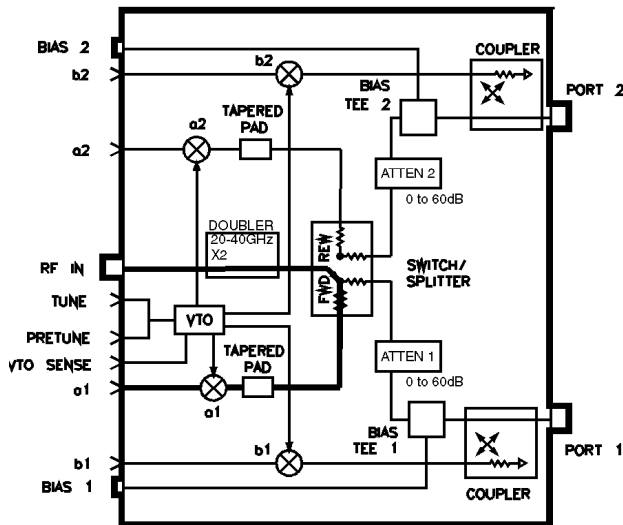 BIAS 2
b2
b2
COUPLER
PORT 2
BIAS
TEE 2
TAPERED
PAD
a2
a2
ATTEN 2
0 to 60dB
DOUBLER
20-40GHz
X2
REW
FWD
SWITCH/
SPLITTER
RF IN
TUNE
VTO
PRETUNE
VTO SENSE
TAPERED
PAD
ATTEN 1
0 to 60dB
a1
a1
BIAS
TEE 1
b1
b1
PORT 1
BIAS 1
COUPLER